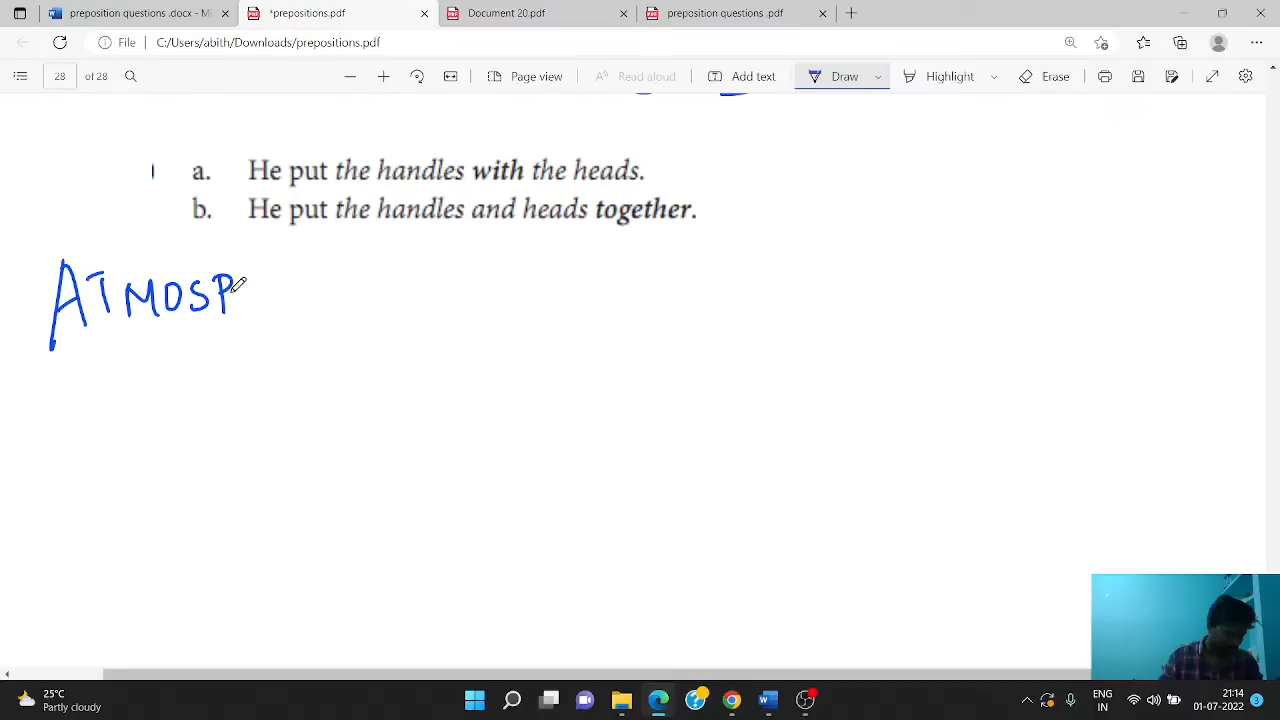 preposition questions .docx - Mi
*prepositions.pdf
Document 20.pdf
preposition questions .pdf
File C:/Users/abith/Downloads/prepositions.pdf
28 of 28 Page view Read aloud Add text Draw Highlight Erase
a. He put the handles with the heads.
b. He put the handles and heads together.
ATMOSP
25°C
Partly cloudy
ENG
IN
21:14
01-07-2022
3